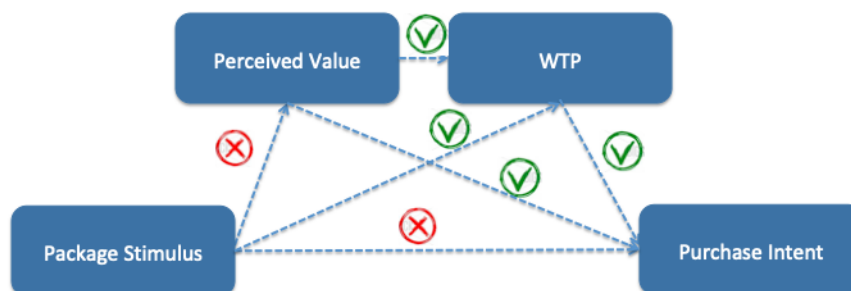 Perceived Value
WTP
Package Stimulus
Purchase Intent